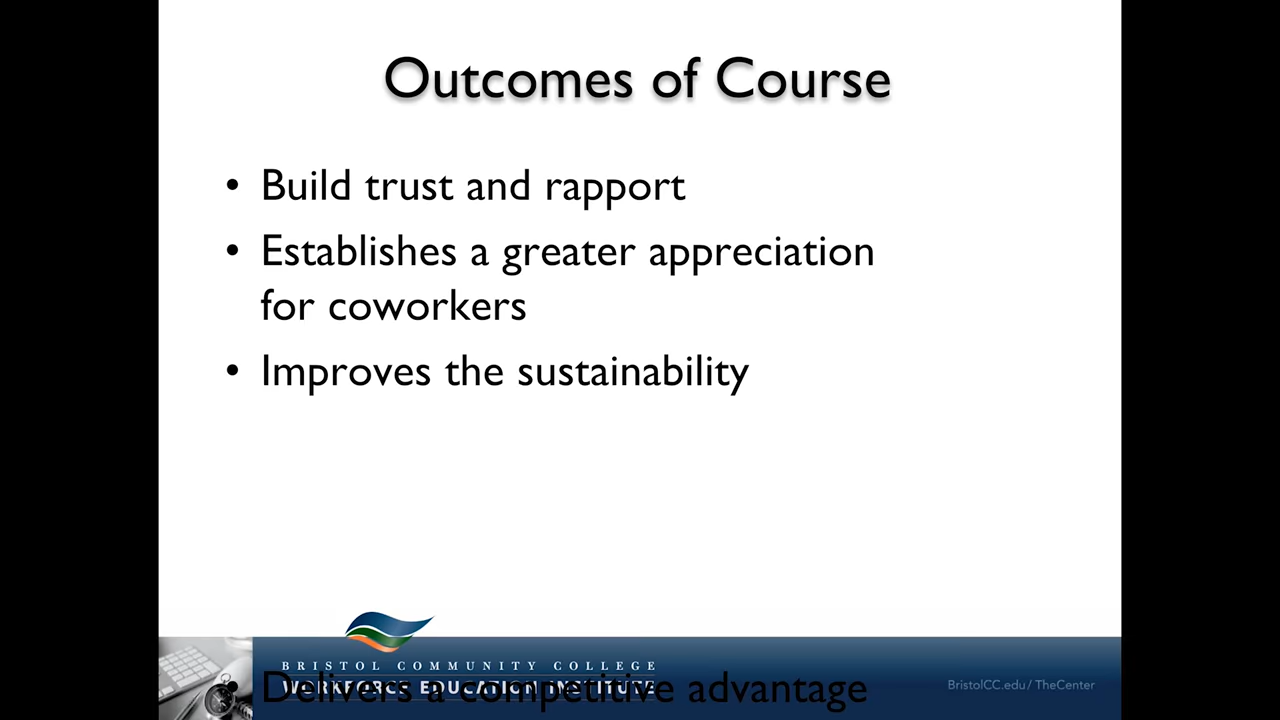 Outcomes of Course
• Build trust and rapport
• Establishes a greater appreciation
for coworkers
• Improves the sustainability
BRISTOL COMMUNITY COLLEGE
WORKFORCE EDUCATION INSTITUTE
• Delivers a competitive advantage
BristolCC.edu/ TheCenter